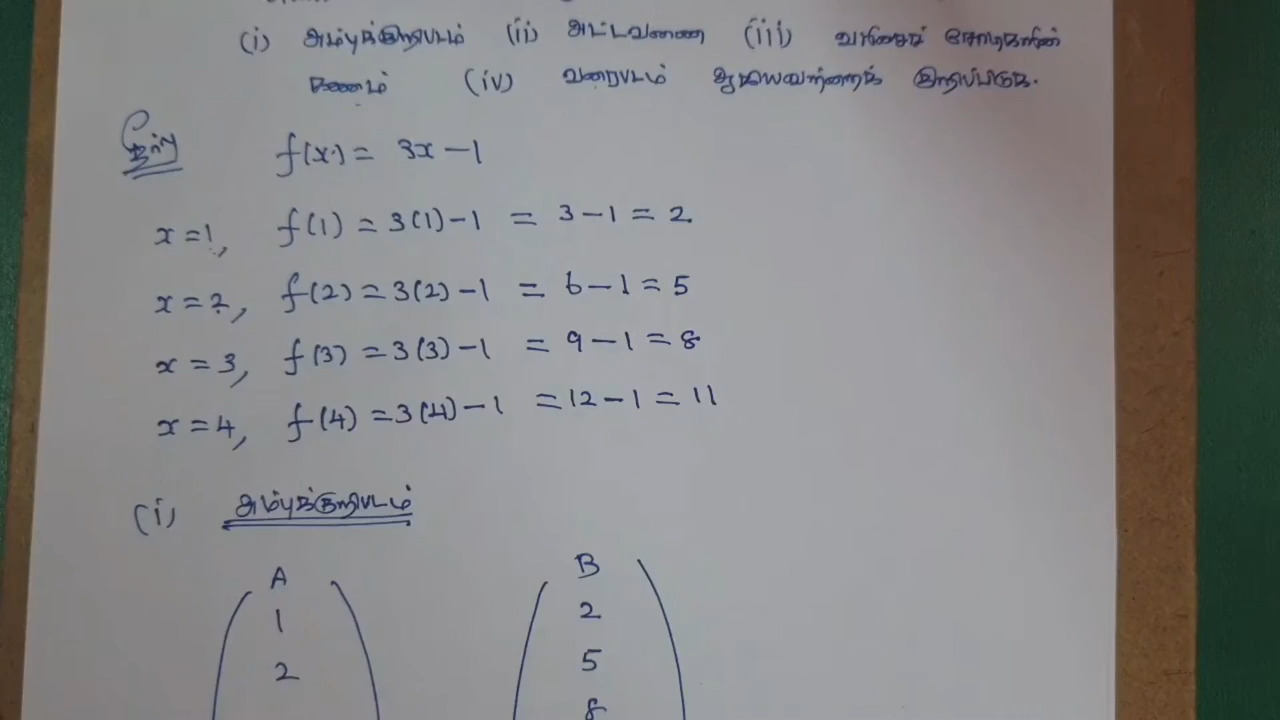 (i) அம்புக்குறிபடம் (ii) அட்டவணை (iii) வரிசைச் சோடிகளின்
கணம் (iv) வரைபடம் ஆகியவற்றைக் குறிப்பிடுக.
தீர்வு f(x) = 3x - 1
x = 1, f(1) = 3(1) - 1 = 3 - 1 = 2
x = 2, f(2) = 3(2) - 1 = 6 - 1 = 5
x = 3, f(3) = 3(3) - 1 = 9 - 1 = 8
x = 4, f(4) = 3(4) - 1 = 12 - 1 = 11
(i) அம்புக்குறிபடம்
A B
1 2
2 5
8